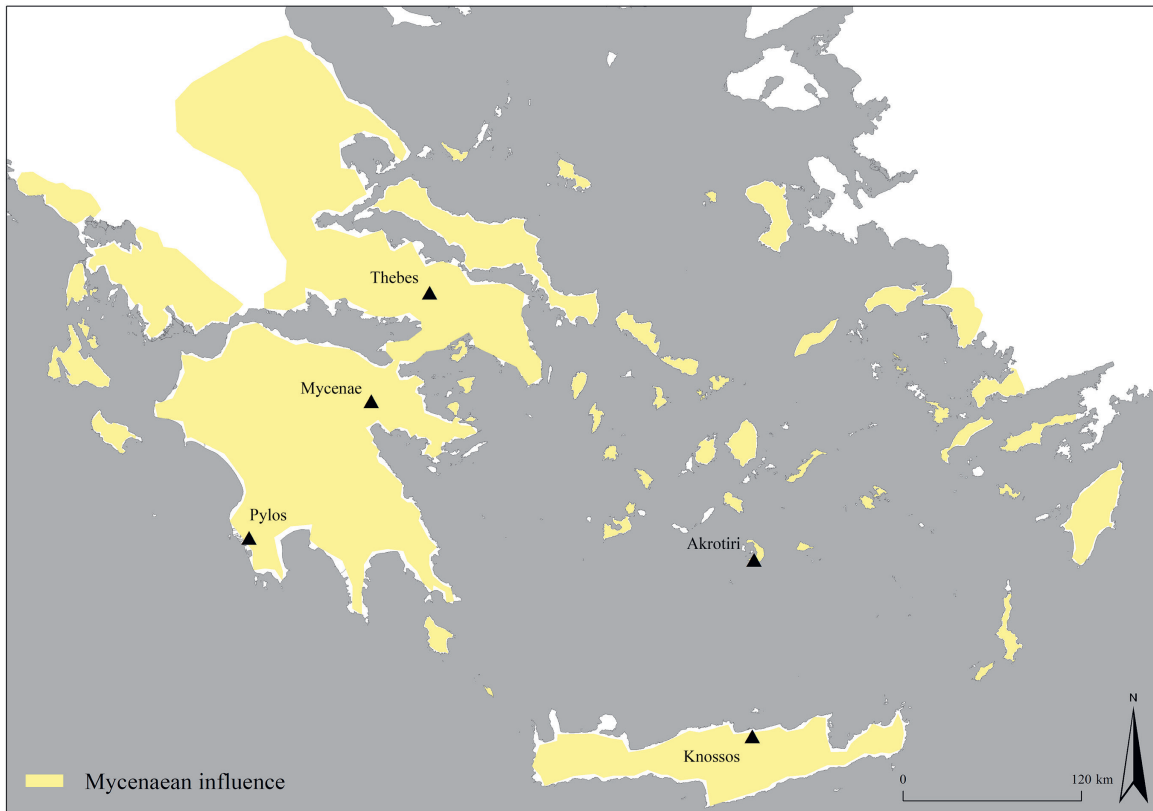 Thebes
Mycenae
Pylos
Akrotiri
Knossos
N
0 120 km
Mycenaean influence